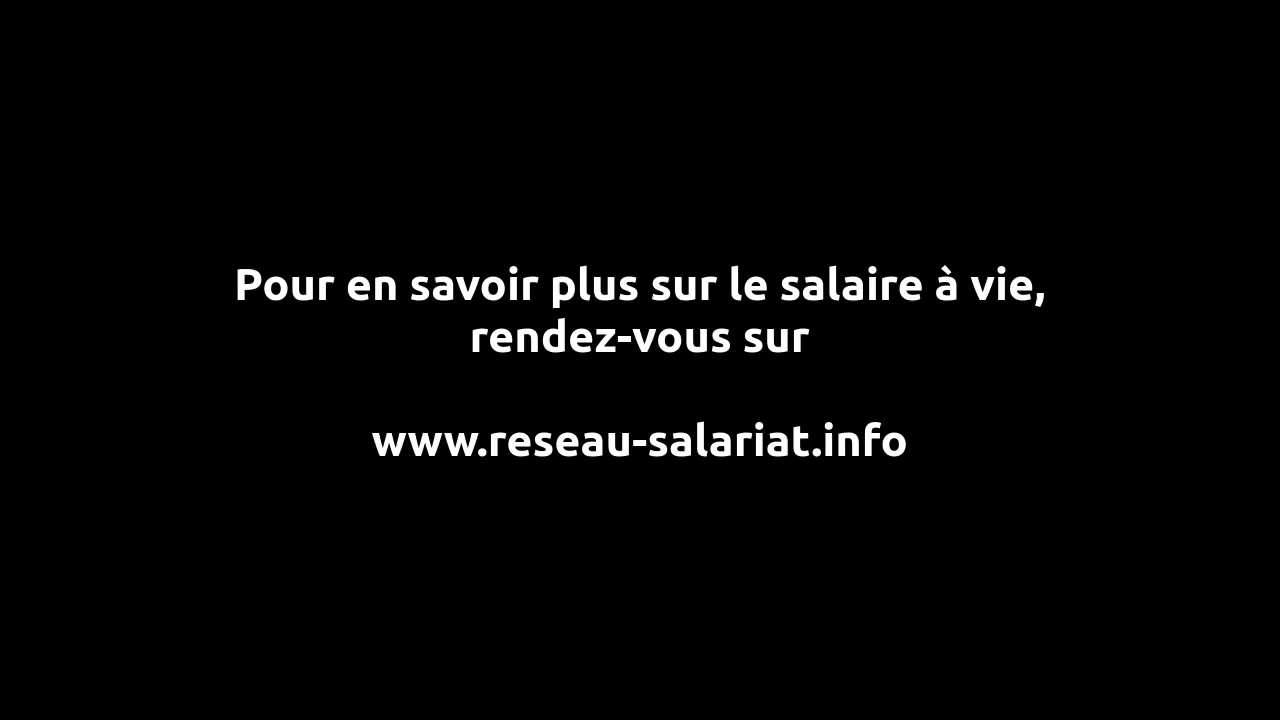 Pour en savoir plus sur le salaire à vie,
rendez-vous sur
www.reseau-salariat.info